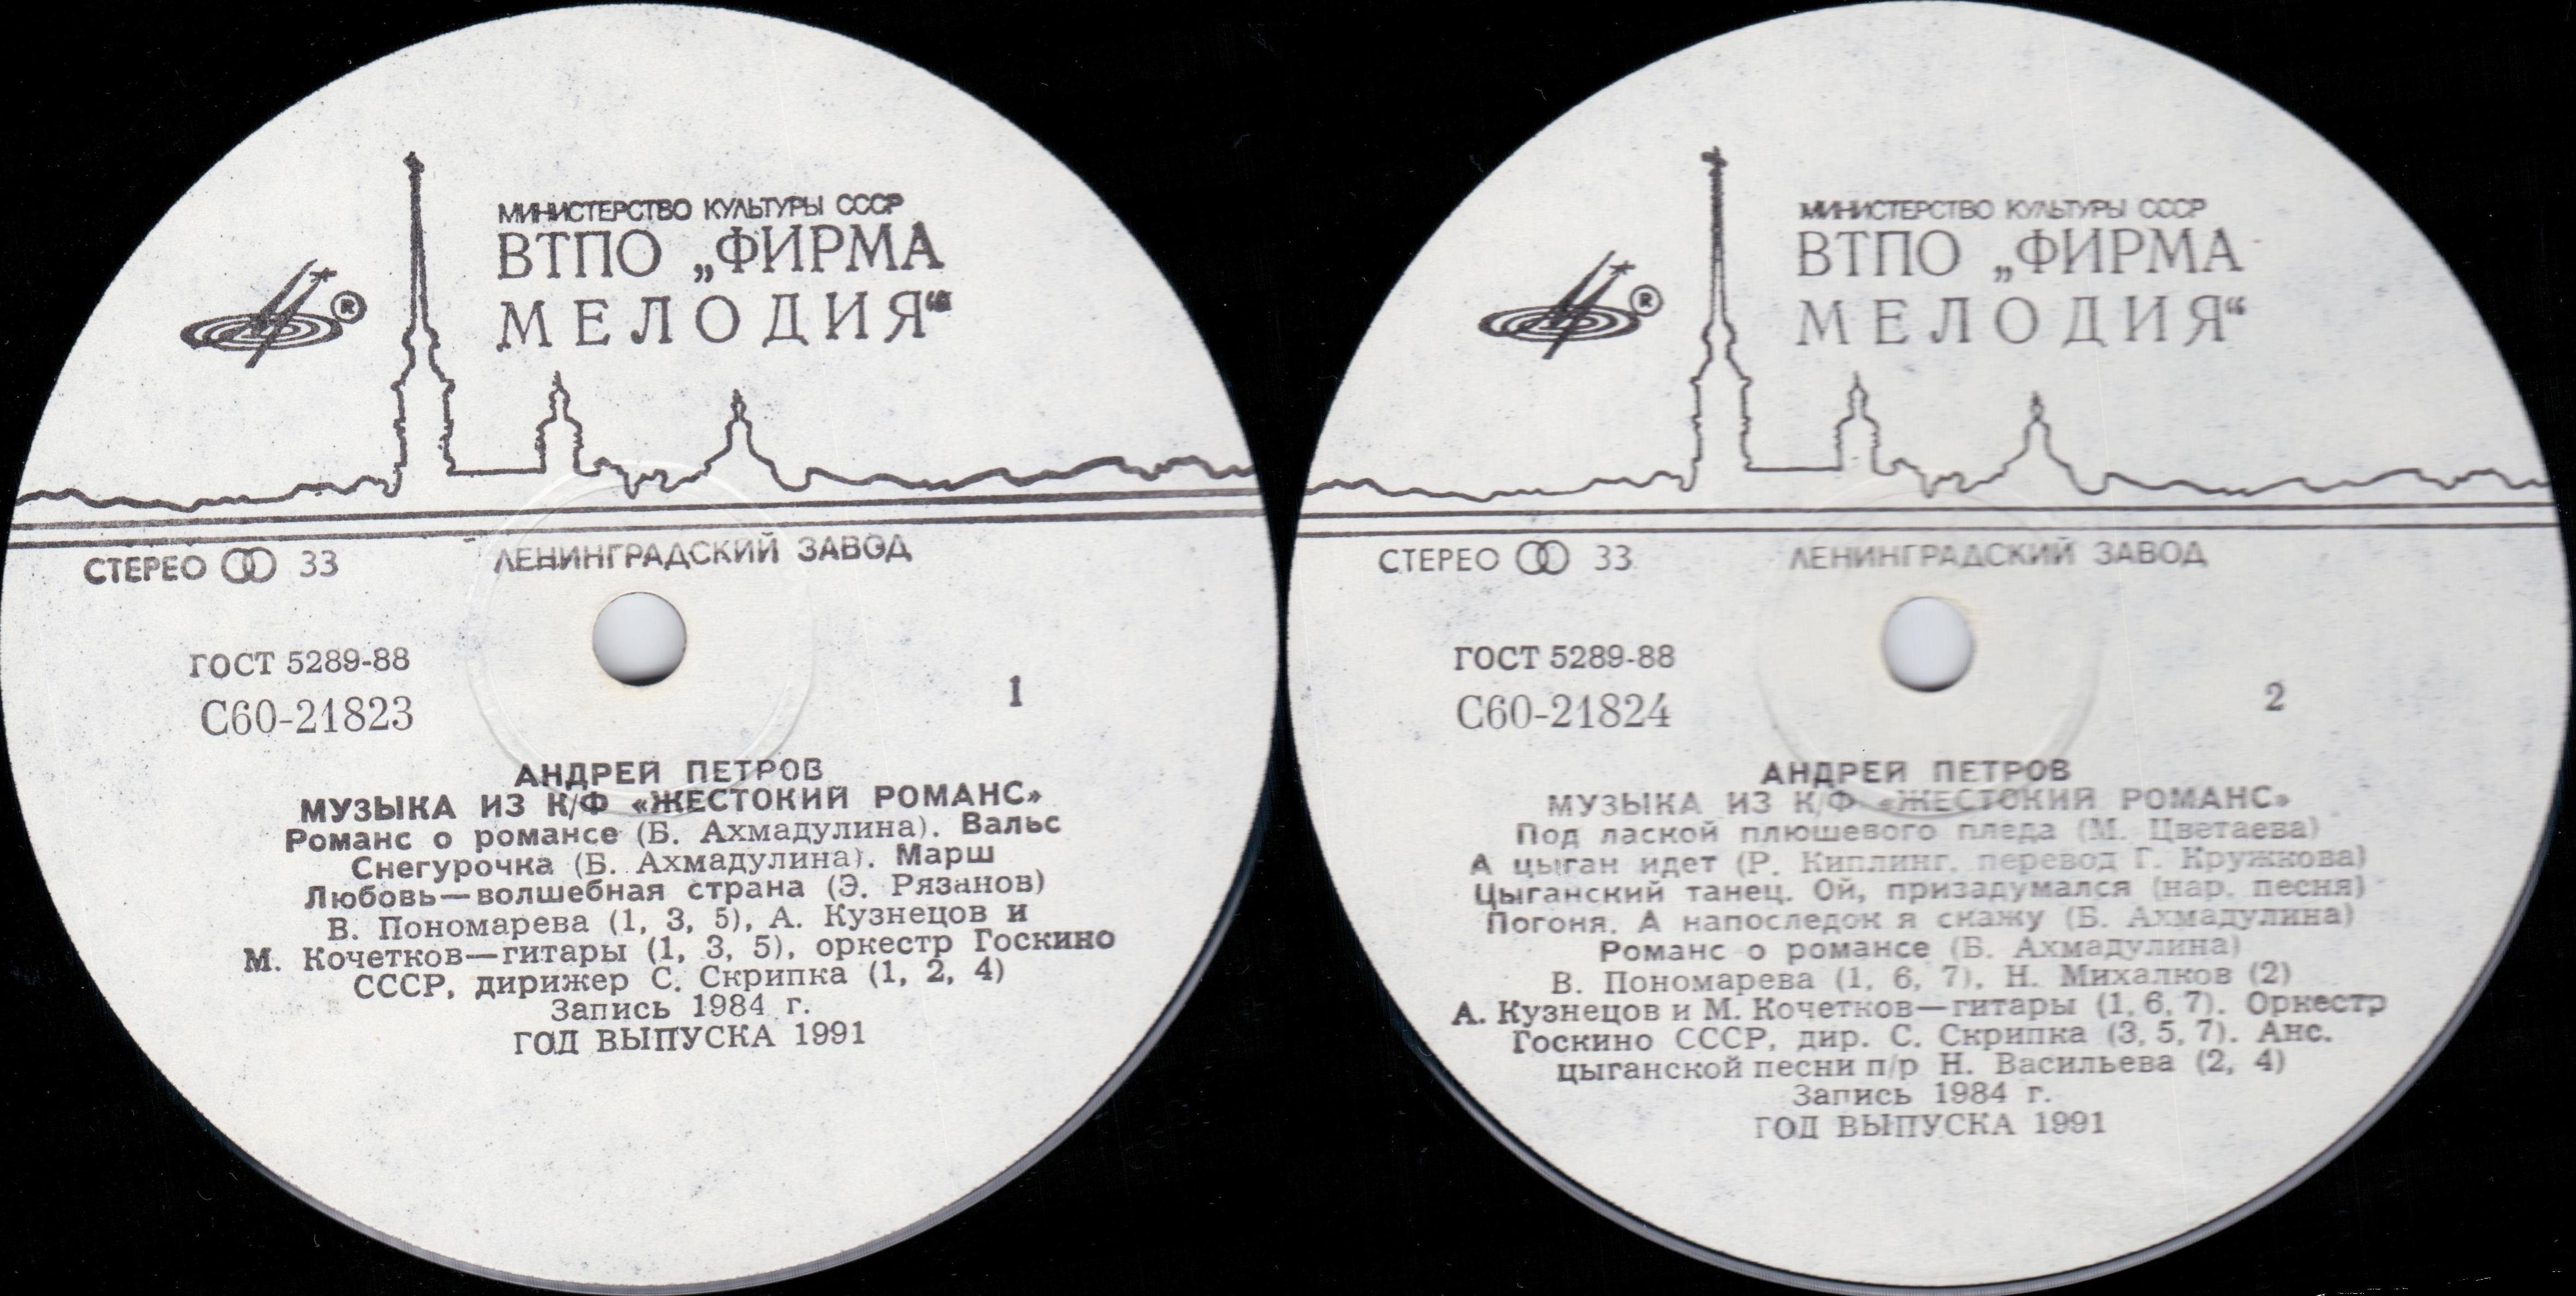 МИНИСТЕРСТВО КУЛЬТУРЫ СССР
ВТПО „ФИРМА
МЕЛОДИЯ“
®
СТЕРЕО 33
ЛЕНИНГРАДСКИЙ ЗАВОД
ГОСТ 5289-88
С60-21823
1
АНДРЕЙ ПЕТРОВ
МУЗЫКА ИЗ К/Ф «ЖЕСТОКИЙ РОМАНС»
Романс о романсе (Б. Ахмадулина). Вальс
Снегурочка (Б. Ахмадулина). Марш
Любовь—волшебная страна (Э. Рязанов)
В. Пономарева (1, 3, 5), А. Кузнецов и
М. Кочетков—гитары (1, 3, 5), оркестр Госкино
СССР, дирижер С. Скрипка (1, 2, 4)
Запись 1984 г.
ГОД ВЫПУСКА 1991
МИНИСТЕРСТВО КУЛЬТУРЫ СССР
ВТПО „ФИРМА
МЕЛОДИЯ“
®
СТЕРЕО 33
ЛЕНИНГРАДСКИЙ ЗАВОД
ГОСТ 5289-88
С60-21824
2
АНДРЕЙ ПЕТРОВ
МУЗЫКА ИЗ К/Ф «ЖЕСТОКИЙ РОМАНС»
Под лаской плюшевого пледа (М. Цветаева)
А цыган идет (Р. Киплинг, перевод Г. Кружкова)
Цыганский танец. Ой, призадумался (нар. песня)
Погоня. А напоследок я скажу (Б. Ахмадулина)
Романс о романсе (Б. Ахмадулина)
В. Пономарева (1, 6, 7), Н. Михалков (2)
А. Кузнецов и М. Кочетков—гитары (1, 6, 7). Оркестр
Госкино СССР, дир. С. Скрипка (3, 5, 7). Анс.
цыганской песни п/р Н. Васильева (2, 4)
Запись 1984 г.
ГОД ВЫПУСКА 1991